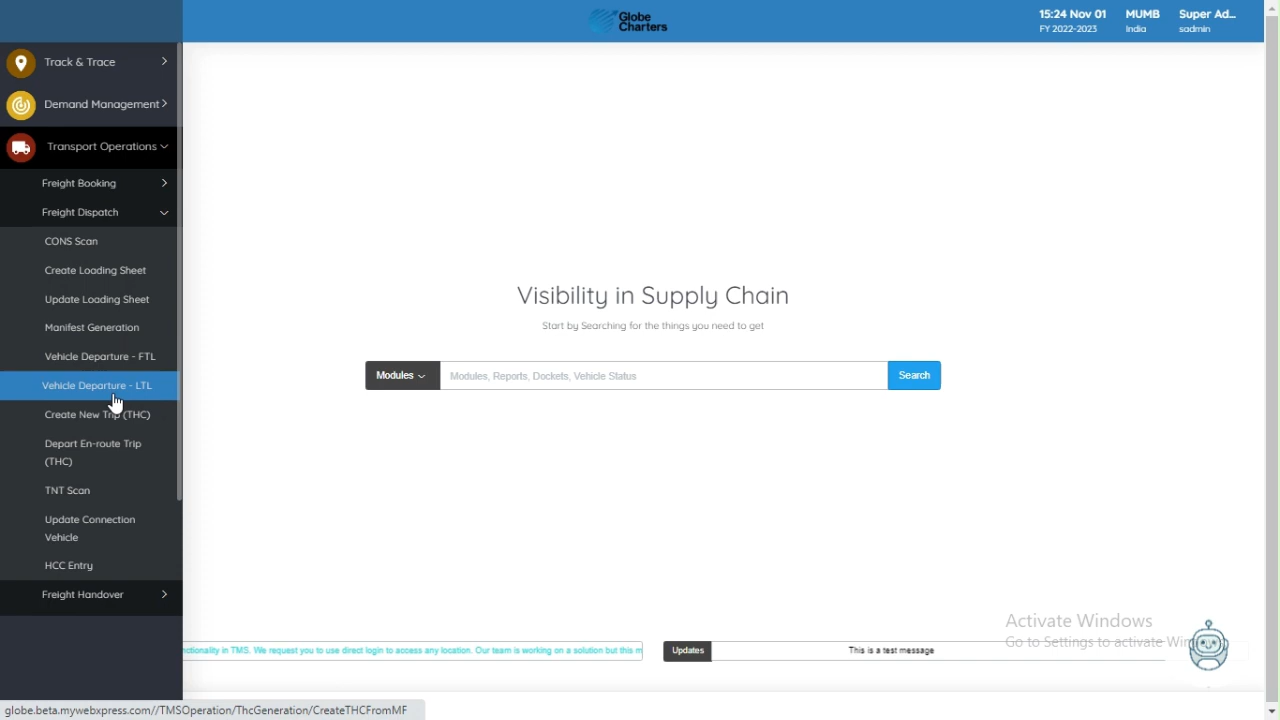 Globe
Charters
15:24 Nov 01
FY 2022-2023
MUMB
India
Super Ad...
sadmin
Track & Trace
Demand Management
Transport Operations
Freight Booking
Freight Dispatch
CONS Scan
Create Loading Sheet
Update Loading Sheet
Manifest Generation
Vehicle Departure - FTL
Vehicle Departure - LTL
Create New Trip (THC)
Depart En-route Trip
(THC)
TNT Scan
Update Connection
Vehicle
HCC Entry
Freight Handover
Visibility in Supply Chain
Start by Searching for the things you need to get
Modules
Modules, Reports, Dockets, Vehicle Status
Search
ctionality in TMS. We request you to use direct login to access any location. Our team is working on a solution but this m
Updates
This is a test message
Activate Windows
Go to Settings to activate Win
globe.beta.mywebxpress.com//TMSOperation/ThcGeneration/CreateTHCFromMF